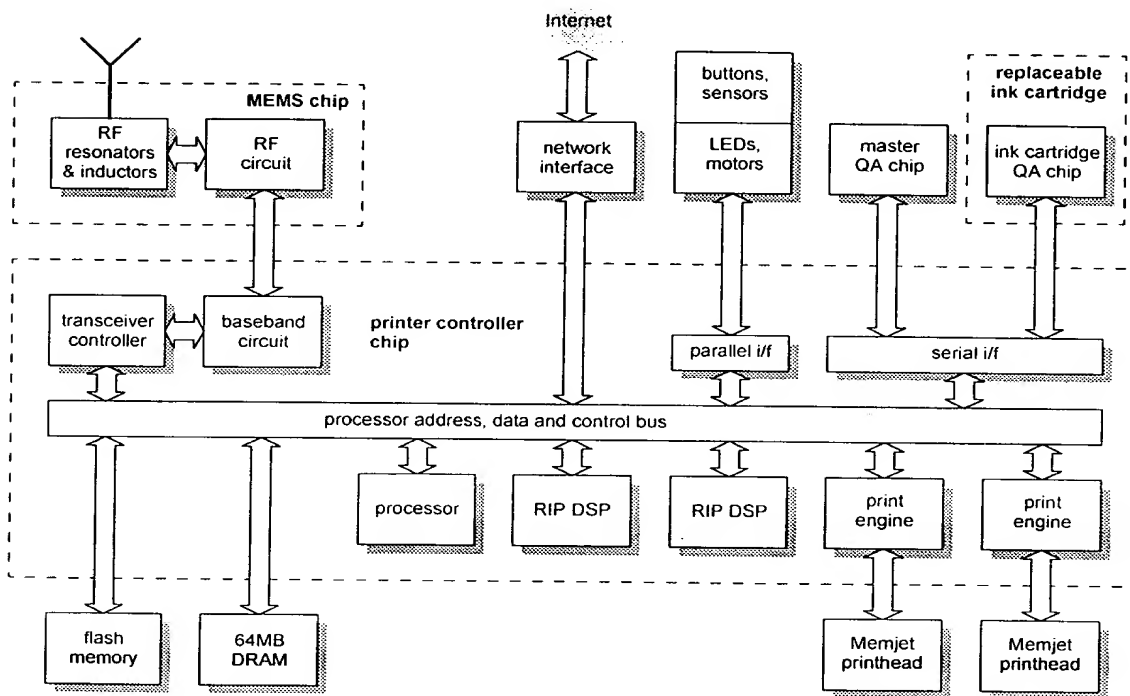 Internet
MEMS chip
RF
resonators
& inductors
RF
circuit
network
interface
buttons,
sensors
LEDs,
motors
master
QA chip
replaceable
ink cartridge
ink cartridge
QA chip
transceiver
controller
baseband
circuit
printer controller
chip
parallel i/f
serial i/f
processor address, data and control bus
processor
RIP DSP
RIP DSP
print
engine
print
engine
flash
memory
64MB
DRAM
Memjet
printhead
Memjet
printhead